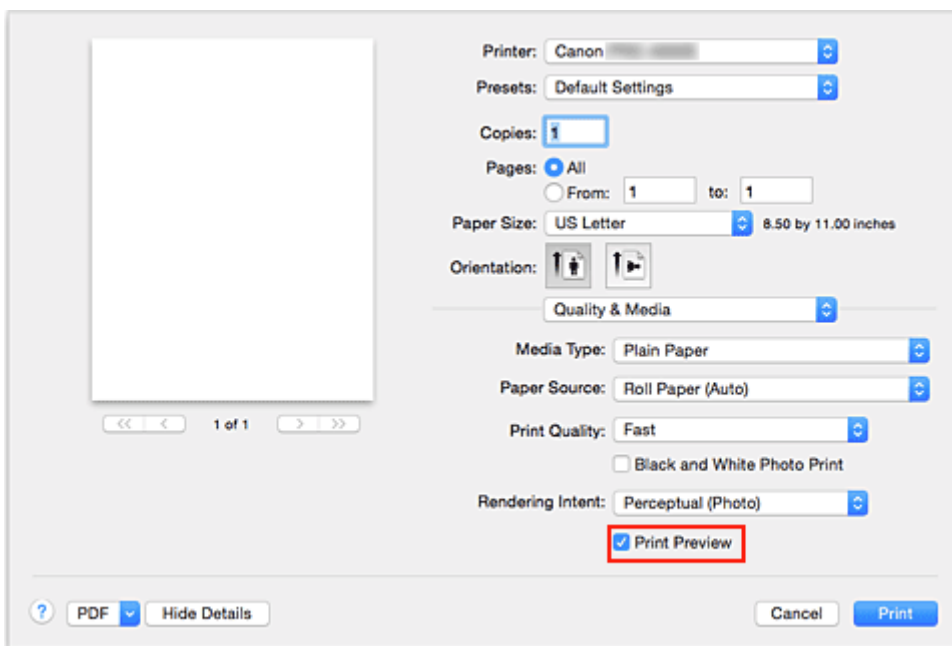 Printer: Canon
Presets: Default Settings
Copies: 1
Pages: All
From: 1 to: 1
Paper Size: US Letter 8.50 by 11.00 inches
Orientation:
Quality & Media
Media Type: Plain Paper
Paper Source: Roll Paper (Auto)
<< < 1 of 1 > >>
Print Quality: Fast
Black and White Photo Print
Rendering Intent: Perceptual (Photo)
Print Preview
? PDF Hide Details Cancel Print